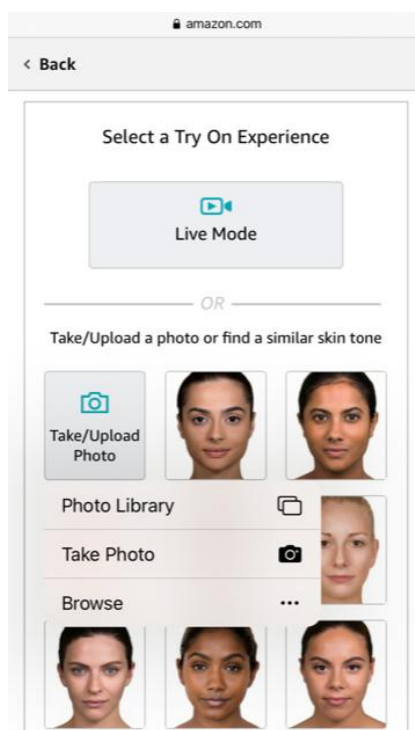 amazon.com
Back
Select a Try On Experience
Live Mode
OR
Take/Upload a photo or find a similar skin tone
Take/Upload
Photo
Photo Library
Take Photo
Browse